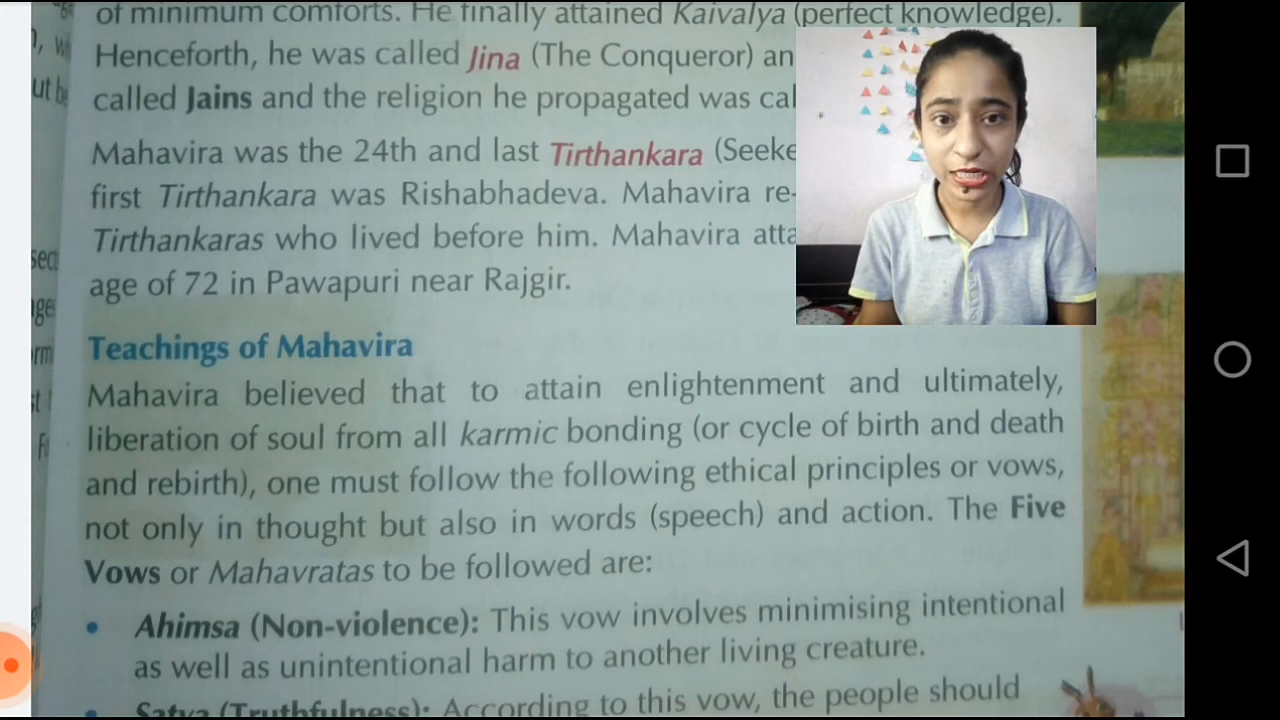 of minimum comforts. He finally attained Kaivalya (perfect knowledge).
Henceforth, he was called Jina (The Conqueror) an
called Jains and the religion he propagated was cal
Mahavira was the 24th and last Tirthankara (Seeke
first Tirthankara was Rishabhadeva. Mahavira re-
Tirthankaras who lived before him. Mahavira atta
age of 72 in Pawapuri near Rajgir.
Teachings of Mahavira
Mahavira believed that to attain enlightenment and ultimately,
liberation of soul from all karmic bonding (or cycle of birth and death
and rebirth), one must follow the following ethical principles or vows,
not only in thought but also in words (speech) and action. The Five
Vows or Mahavratas to be followed are:
• Ahimsa (Non-violence): This vow involves minimising intentional
as well as unintentional harm to another living creature.
• Satya (Truthfulness): According to this vow, the people should